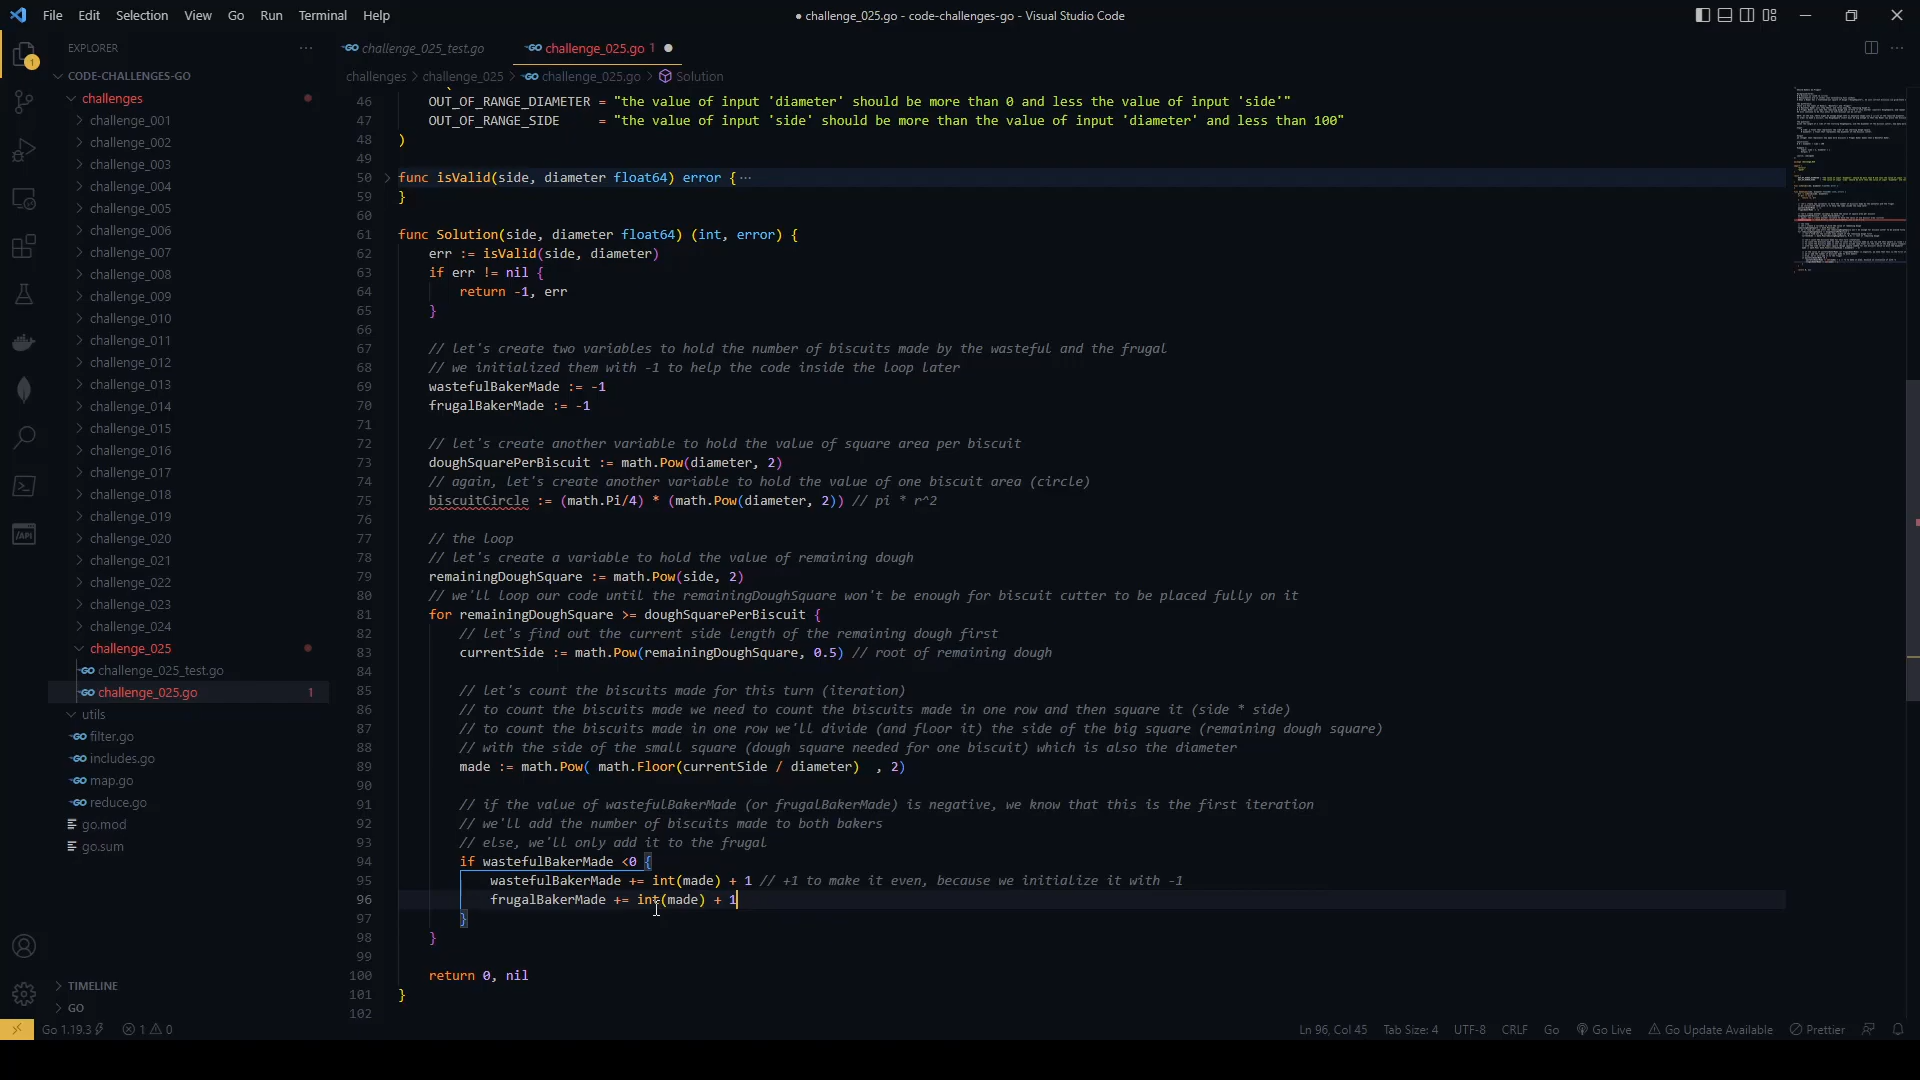 File Edit Selection View Go Run Terminal Help
● challenge_025.go - code-challenges-go - Visual Studio Code
EXPLORER ···
1
CODE-CHALLENGES-GO
challenges
challenge_001
challenge_002
challenge_003
challenge_004
challenge_005
challenge_006
challenge_007
challenge_008
challenge_009
challenge_010
challenge_011
challenge_012
challenge_013
challenge_014
challenge_015
challenge_016
challenge_017
challenge_018
challenge_019
challenge_020
challenge_021
challenge_022
challenge_023
challenge_024
challenge_025
GO challenge_025_test.go
GO challenge_025.go 1
utils
GO filter.go
GO includes.go
GO map.go
GO reduce.go
go.mod
go.sum
/API
TIMELINE
GO
GO challenge_025_test.go
GO challenge_025.go 1 ●
challenges > challenge_025 > GO challenge_025.go > Solution
46 OUT_OF_RANGE_DIAMETER = "the value of input 'diameter' should be more than 0 and less the value of input 'side'"
47 OUT_OF_RANGE_SIDE = "the value of input 'side' should be more than the value of input 'diameter' and less than 100"
48 )
49
50 func isValid(side, diameter float64) error { ···
59 }
60
61 func Solution(side, diameter float64) (int, error) {
62 err := isValid(side, diameter)
63 if err != nil {
64 return -1, err
65 }
66
67 // let's create two variables to hold the number of biscuits made by the wasteful and the frugal
68 // we initialized them with -1 to help the code inside the loop later
69 wastefulBakerMade := -1
70 frugalBakerMade := -1
71
72 // let's create another variable to hold the value of square area per biscuit
73 doughSquarePerBiscuit := math.Pow(diameter, 2)
74 // again, let's create another variable to hold the value of one biscuit area (circle)
75 biscuitCircle := (math.Pi/4) * (math.Pow(diameter, 2)) // pi * r^2
76
77 // the loop
78 // let's create a variable to hold the value of remaining dough
79 remainingDoughSquare := math.Pow(side, 2)
80 // we'll loop our code until the remainingDoughSquare won't be enough for biscuit cutter to be placed fully on it
81 for remainingDoughSquare >= doughSquarePerBiscuit {
82 // let's find out the current side length of the remaining dough first
83 currentSide := math.Pow(remainingDoughSquare, 0.5) // root of remaining dough
84
85 // let's count the biscuits made for this turn (iteration)
86 // to count the biscuits made we need to count the biscuits made in one row and then square it (side * side)
87 // to count the biscuits made in one row we'll divide (and floor it) the side of the big square (remaining dough square)
88 // with the side of the small square (dough square needed for one biscuit) which is also the diameter
89 made := math.Pow( math.Floor(currentSide / diameter)  , 2)
90
91 // if the value of wastefulBakerMade (or frugalBakerMade) is negative, we know that this is the first iteration
92 // we'll add the number of biscuits made to both bakers
93 // else, we'll only add it to the frugal
94 if wastefulBakerMade <0 {
95 wastefulBakerMade += int(made) + 1 // +1 to make it even, because we initialize it with -1
96 frugalBakerMade += int(made) + 1
97 }
98 }
99
100 return 0, nil
101 }
102
Go 1.19.3 1 0
Ln 96, Col 45 Tab Size: 4 UTF-8 CRLF Go Go Live Go Update Available Prettier